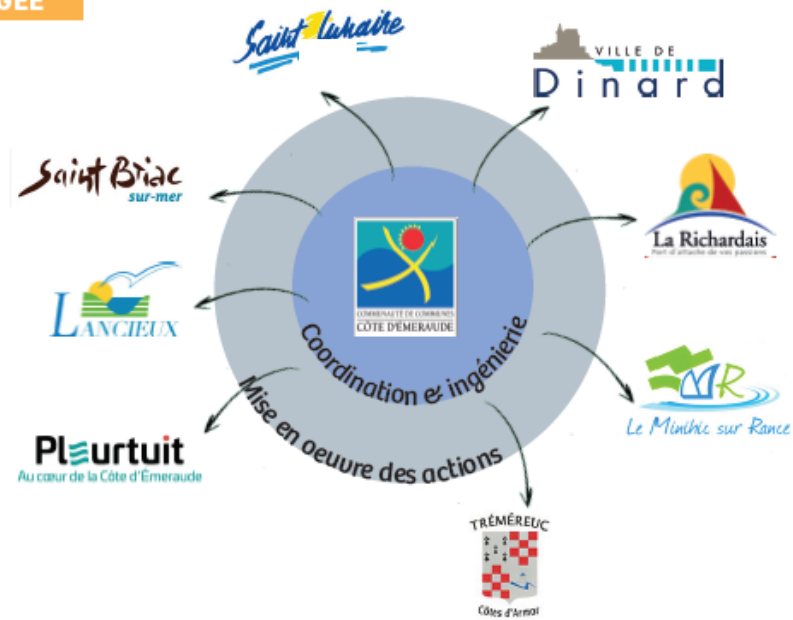 GÉE
Saint Lunaire
VILLE DE
Dinard
Saint Briac
sur-mer
La Richardais
Port d'attache de vos passions
LANCIEUX
COMMUNAUTÉ DE COMMUNES
CÔTE D'ÉMERAUDE
Coordination & ingénierie
Mise en oeuvre des actions
MR
Le Minihic sur Rance
Pleurtuit
Au cœur de la Côte d'Émeraude
TRÉMÉREUC
Côtes d'Armor